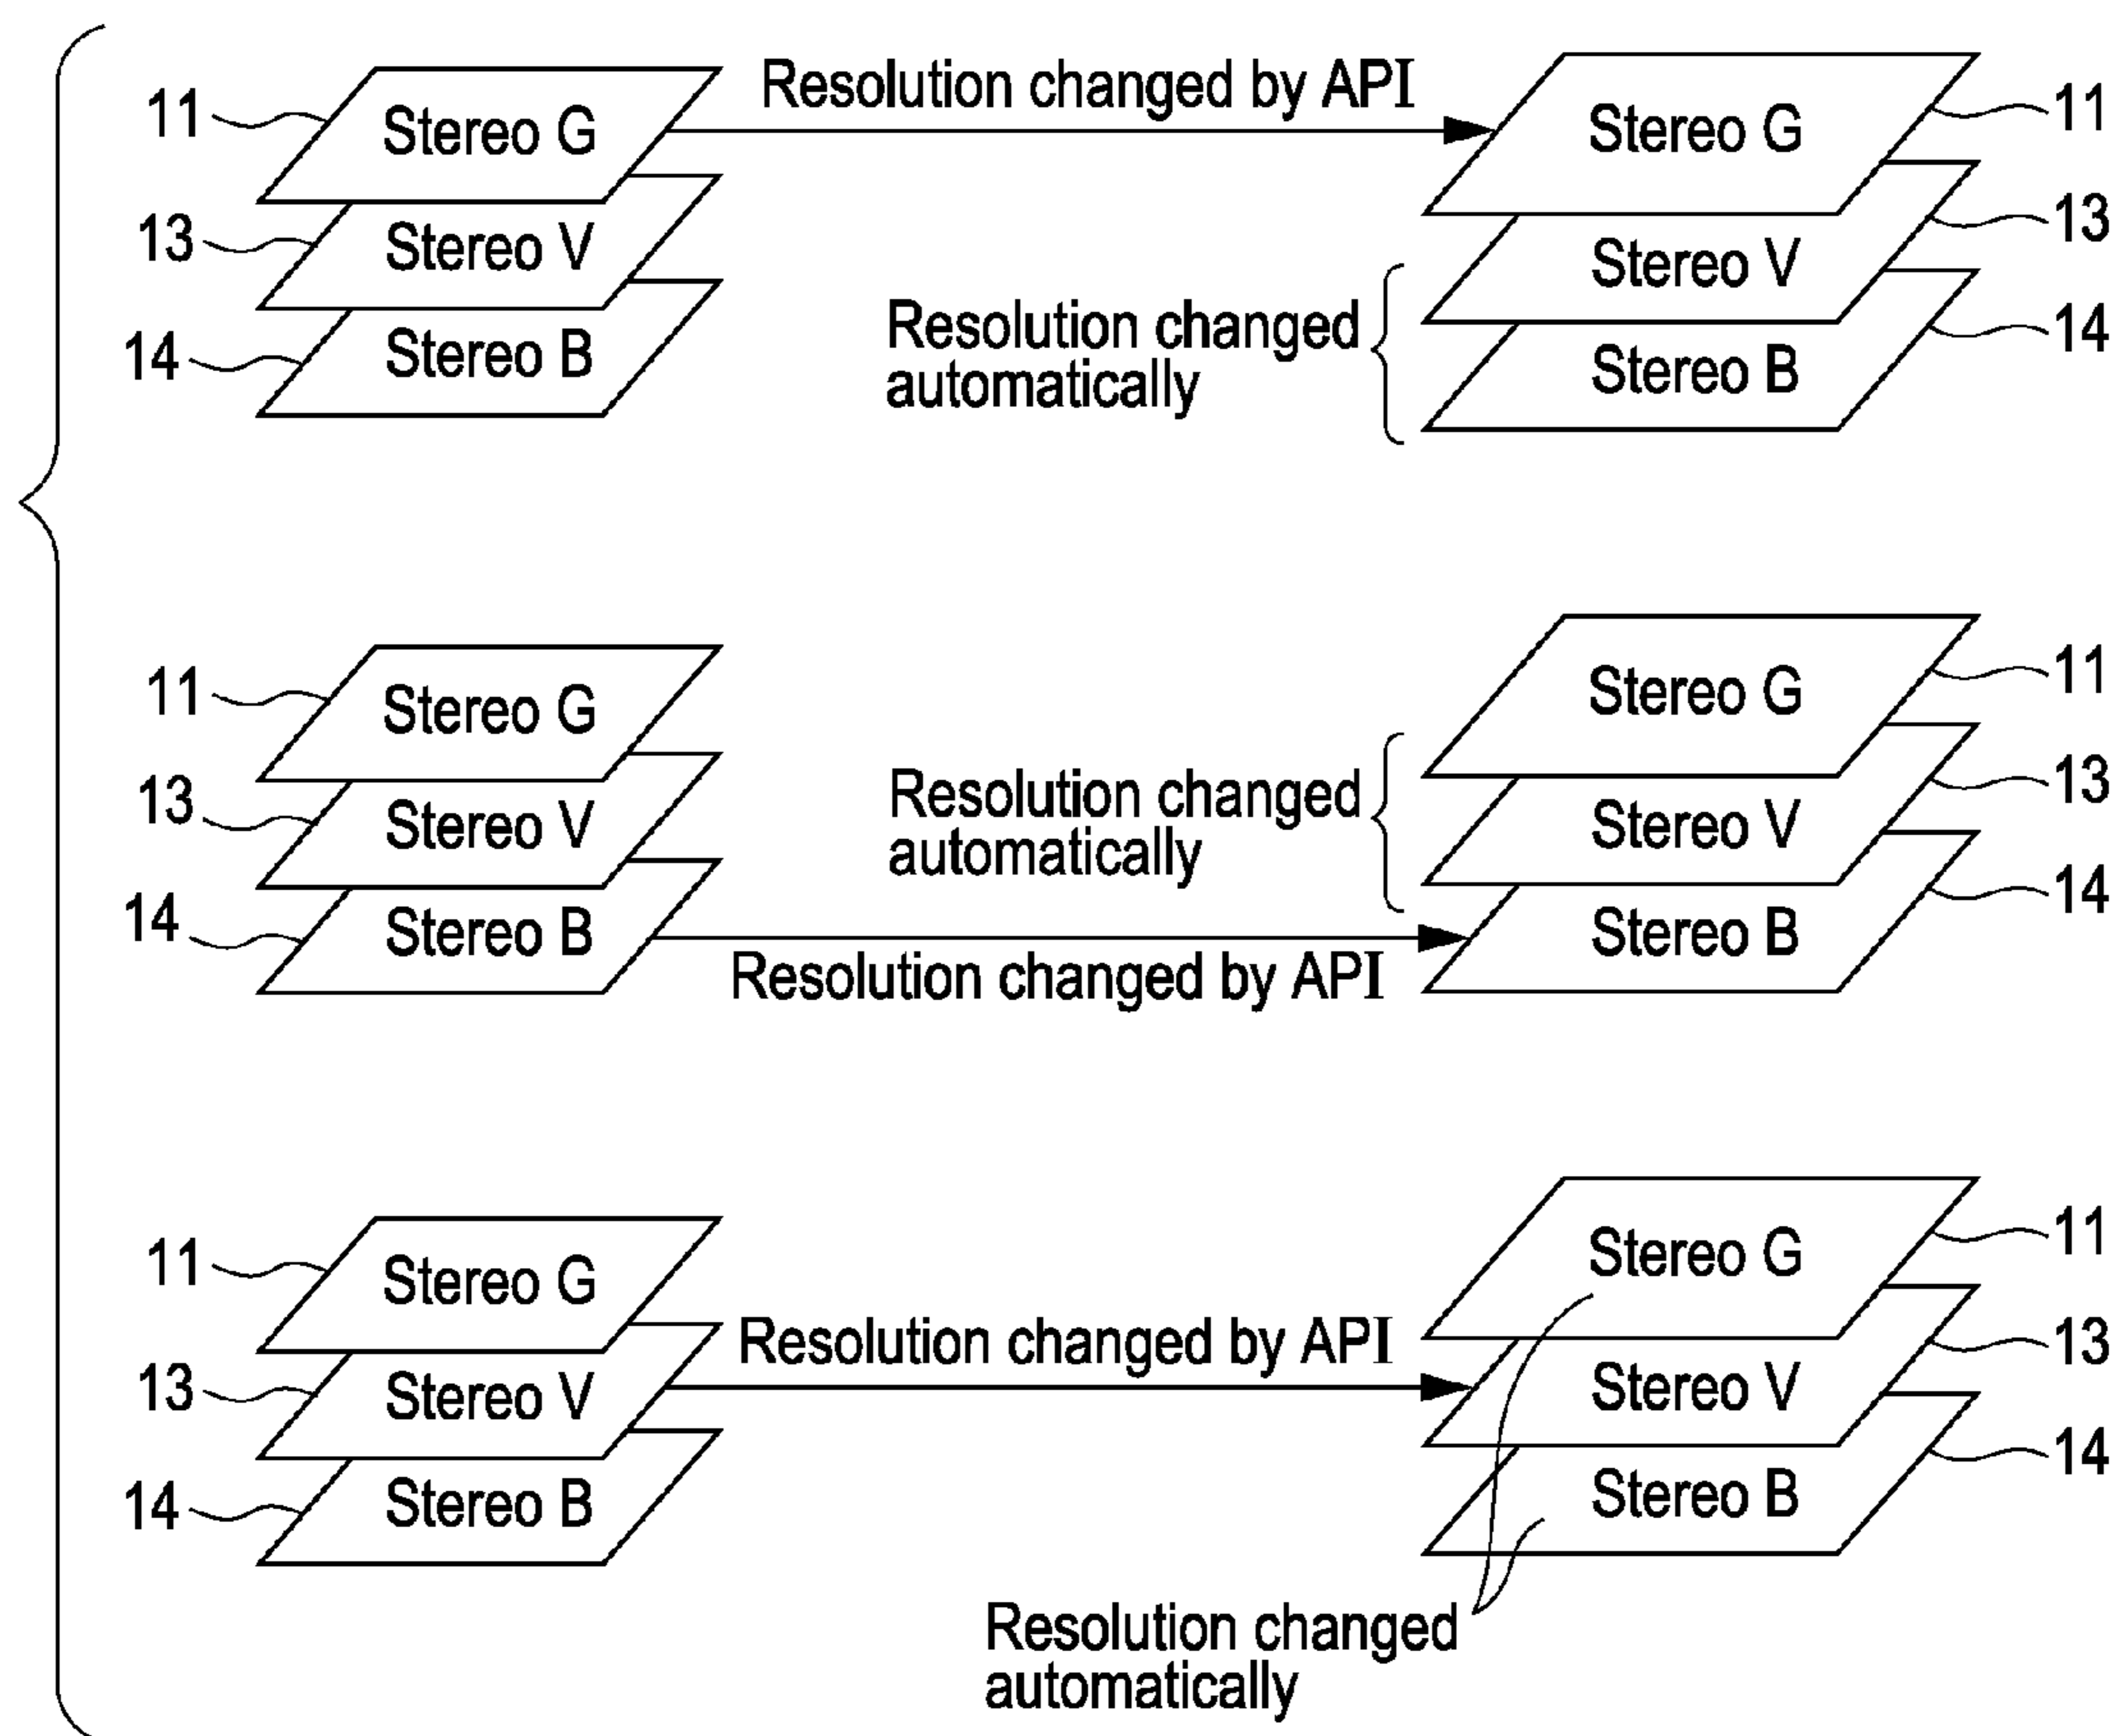 Resolution changed by API
11 Stereo G Stereo G 11
13 Stereo V Stereo V 13
Resolution changed
automatically
14 Stereo B Stereo B 14
11 Stereo G Stereo G 11
13 Stereo V Stereo V 13
Resolution changed
automatically
14 Stereo B Stereo B 14
Resolution changed by API
11 Stereo G Stereo G 11
Resolution changed by API
13 Stereo V Stereo V 13
14 Stereo B Stereo B 14
Resolution changed
automatically